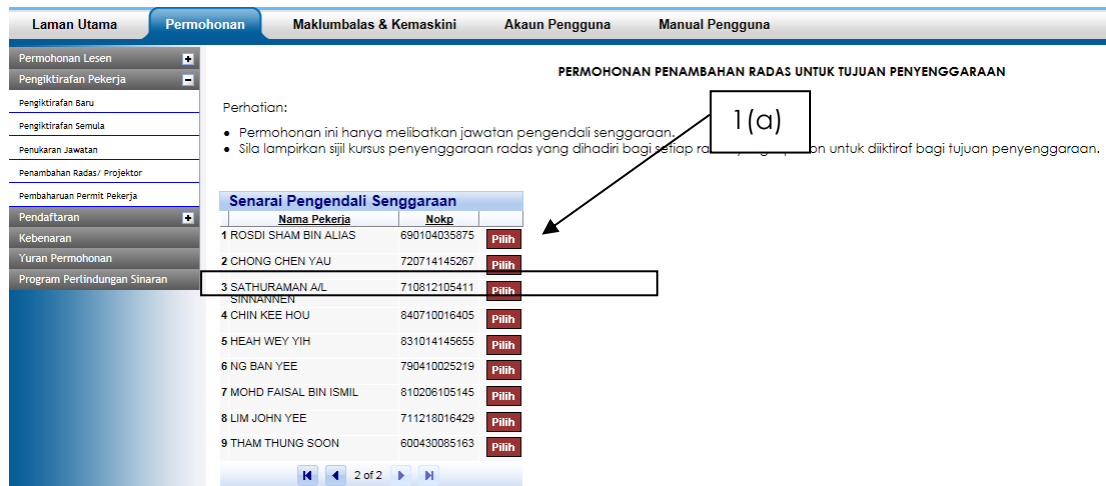 Laman Utama Permohonan Maklumbalas & Kemaskini Akaun Pengguna Manual Pengguna
Permohonan Lesen
Pengiktirafan Pekerja
Pengiktirafan Baru
Pengiktirafan Semula
Penukaran Jawatan
Penambahan Radas/ Projektor
Pembaharuan Permit Pekerja
Pendaftaran
Kebenaran
Yuran Permohonan
Program Perlindungan Sinaran
PERMOHONAN PENAMBAHAN RADAS UNTUK TUJUAN PENYENGGARAAN
Perhatian:
• Permohonan ini hanya melibatkan jawatan pengendali senggaraan.
• Sila lampirkan sijil kursus penyenggaraan radas yang dihadiri bagi setiap untuk diiktiraf bagi tujuan penyenggaraan.
1(a)
Senarai Pengendali Senggaraan
Nama Pekerja Nokp
1 ROSDI SHAM BIN ALIAS 690104035875 Pilih
2 CHONG CHEN YAU 720714145267 Pilih
3 SATHURAMAN A/L 710812105411 Pilih
SINNANNEN
4 CHIN KEE HOU 840710016405 Pilih
5 HEAH WEY YIH 831014145655 Pilih
6 NG BAN YEE 790410025219 Pilih
7 MOHD FAISAL BIN ISMIL 810206105145 Pilih
8 LIM JOHN YEE 711218016429 Pilih
9 THAM THUNG SOON 600430085163 Pilih
2 of 2